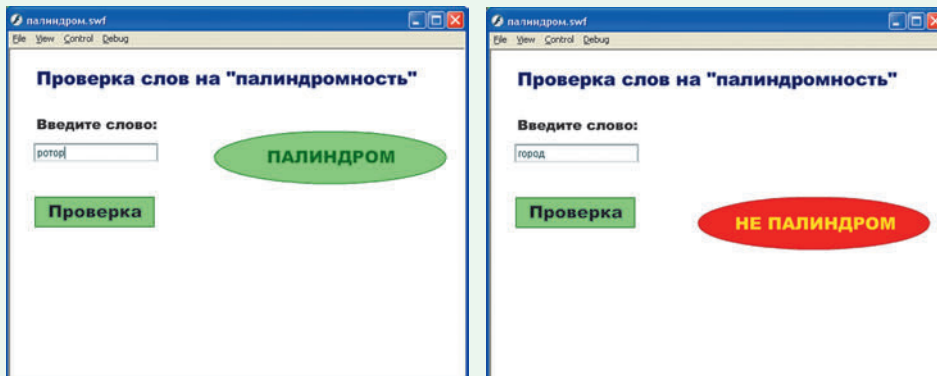 палиндром.swf
File View Control Debug
Проверка слов на "палиндромность"
Введите слово:
ротор
ПАЛИНДРОМ
Проверка
палиндром.swf
File View Control Debug
Проверка слов на "палиндромность"
Введите слово:
город
Проверка
НЕ ПАЛИНДРОМ